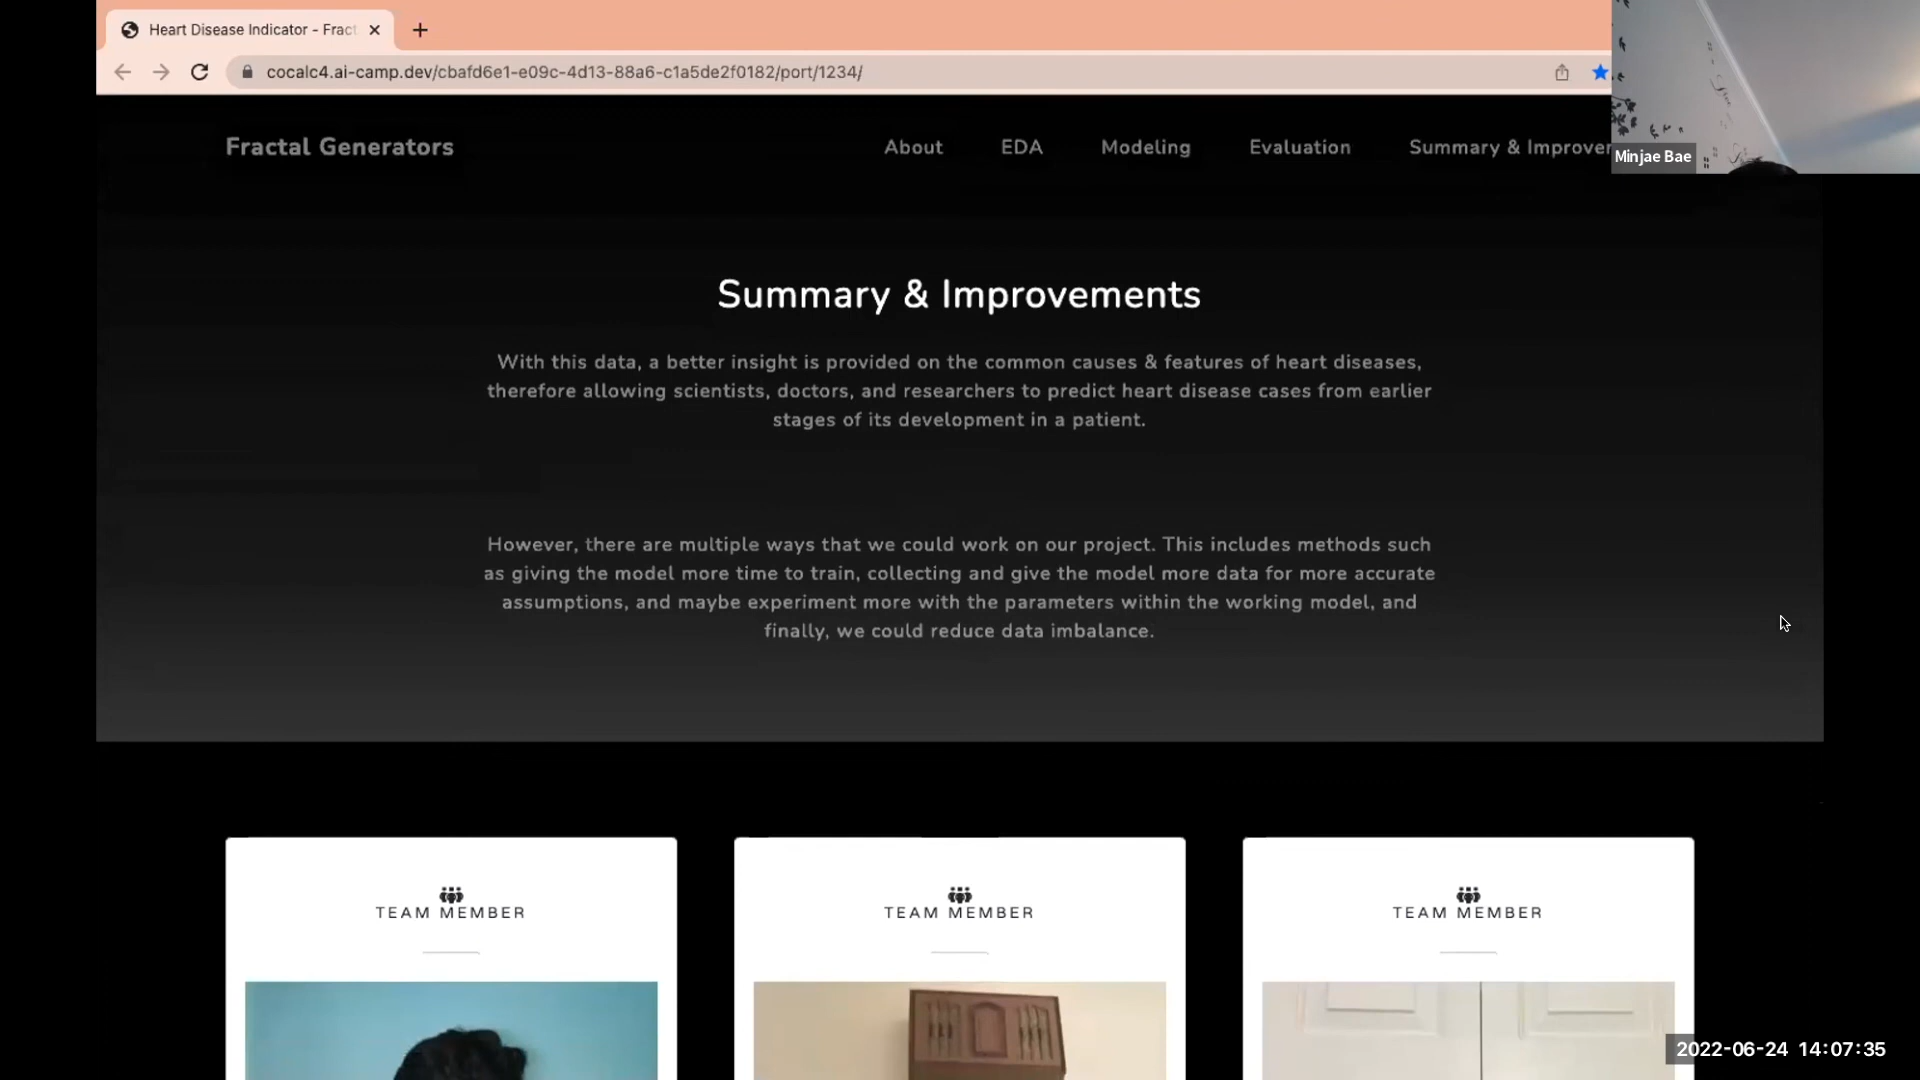 Heart Disease Indicator - Fract
cocalc4.ai-camp.dev/cbafd6e1-e09c-4d13-88a6-c1a5de2f0182/port/1234/
Fractal Generators
About
EDA
Modeling
Evaluation
Summary & Improver
Minjae Bae
Summary & Improvements
With this data, a better insight is provided on the common causes & features of heart diseases,
therefore allowing scientists, doctors, and researchers to predict heart disease cases from earlier
stages of its development in a patient.
However, there are multiple ways that we could work on our project. This includes methods such
as giving the model more time to train, collecting and give the model more data for more accurate
assumptions, and maybe experiment more with the parameters within the working model, and
finally, we could reduce data imbalance.
TEAM MEMBER
TEAM MEMBER
TEAM MEMBER
2022-06-24 14:07:35